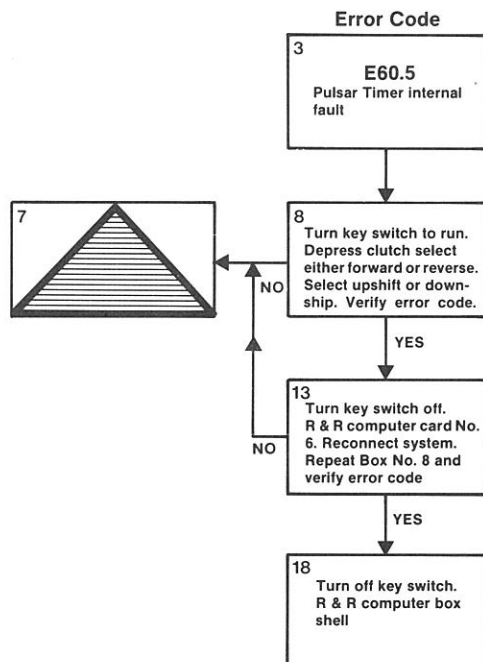 Error Code
3
E60.5
Pulsar Timer internal
fault
7
8
Turn key switch to run.
Depress clutch select
either forward or reverse.
Select upshift or down-
ship. Verify error code.
NO
YES
13
Turn key switch off.
R & R computer card No.
6. Reconnect system.
Repeat Box No. 8 and
verify error code
NO
YES
18
Turn off key switch.
R & R computer box
shell